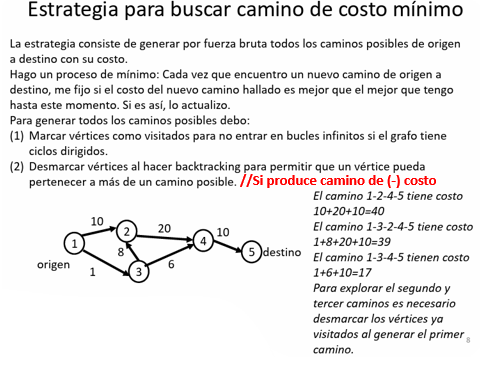 Estrategia para buscar camino de costo mínimo
La estrategia consiste de generar por fuerza bruta todos los caminos posibles de origen
a destino con su costo.
Hago un proceso de mínimo: Cada vez que encuentro un nuevo camino de origen a
destino, me fijo si el costo del nuevo camino hallado es mejor que el mejor que tengo
hasta este momento. Si es así, lo actualizo.
Para generar todos los caminos posibles debo:
(1) Marcar vértices como visitados para no entrar en bucles infinitos si el grafo tiene
ciclos dirigidos.
(2) Desmarcar vértices al hacer backtracking para permitir que un vértice pueda
pertenecer a más de un camino posible. //Si produce camino de (-) costo
10
20
10
1
2
4
5
destino
8
origen
1
3
6
El camino 1-2-4-5 tiene costo
10+20+10=40
El camino 1-3-2-4-5 tiene costo
1+8+20+10=39
El camino 1-3-4-5 tienen costo
1+6+10=17
Para explorar el segundo y
tercer caminos es necesario
desmarcar los vértices ya
visitados al generar el primer
camino.
8